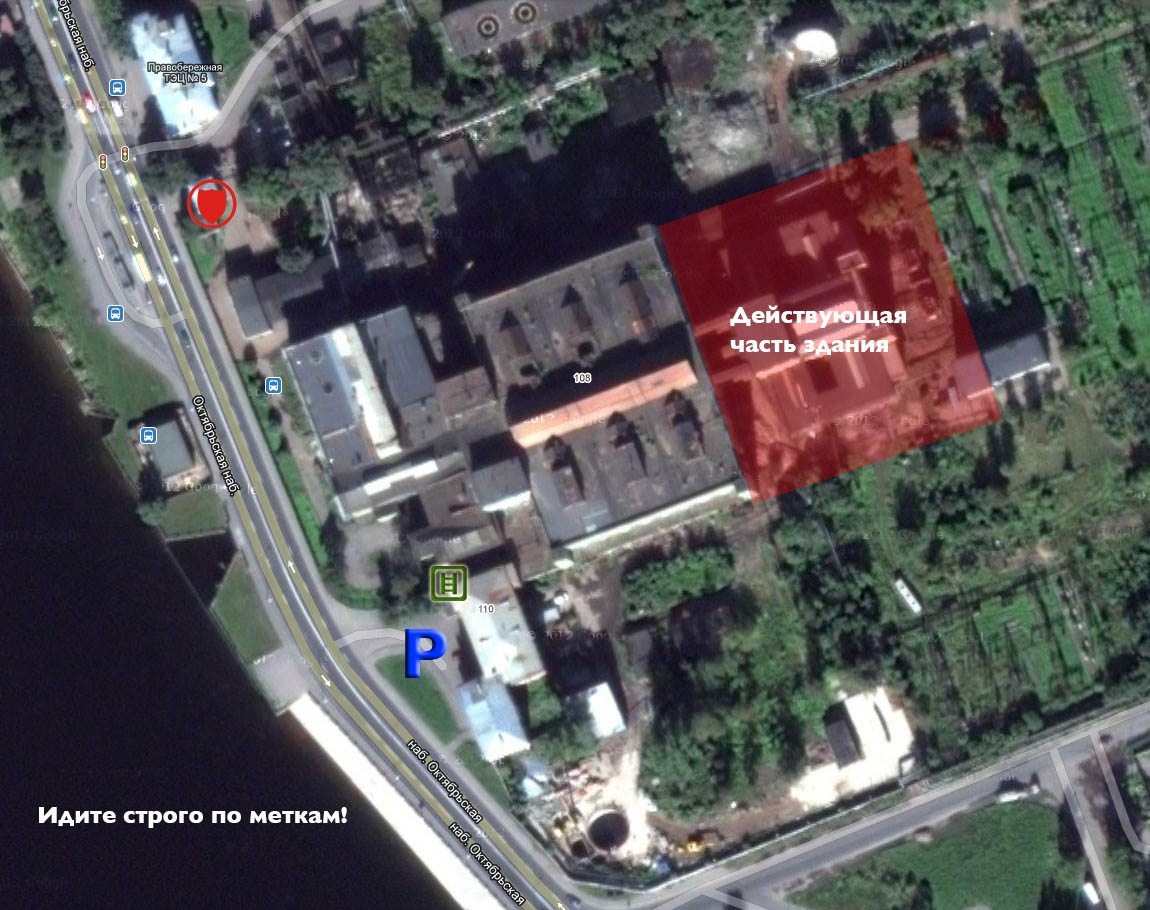 брьская наб.
Правобережная
ТЭЦ № 5
Действующая
часть здания
108
Октябрьская наб.
110
P
наб. Октябрьская
наб. Октябрьская
Идите строго по меткам!